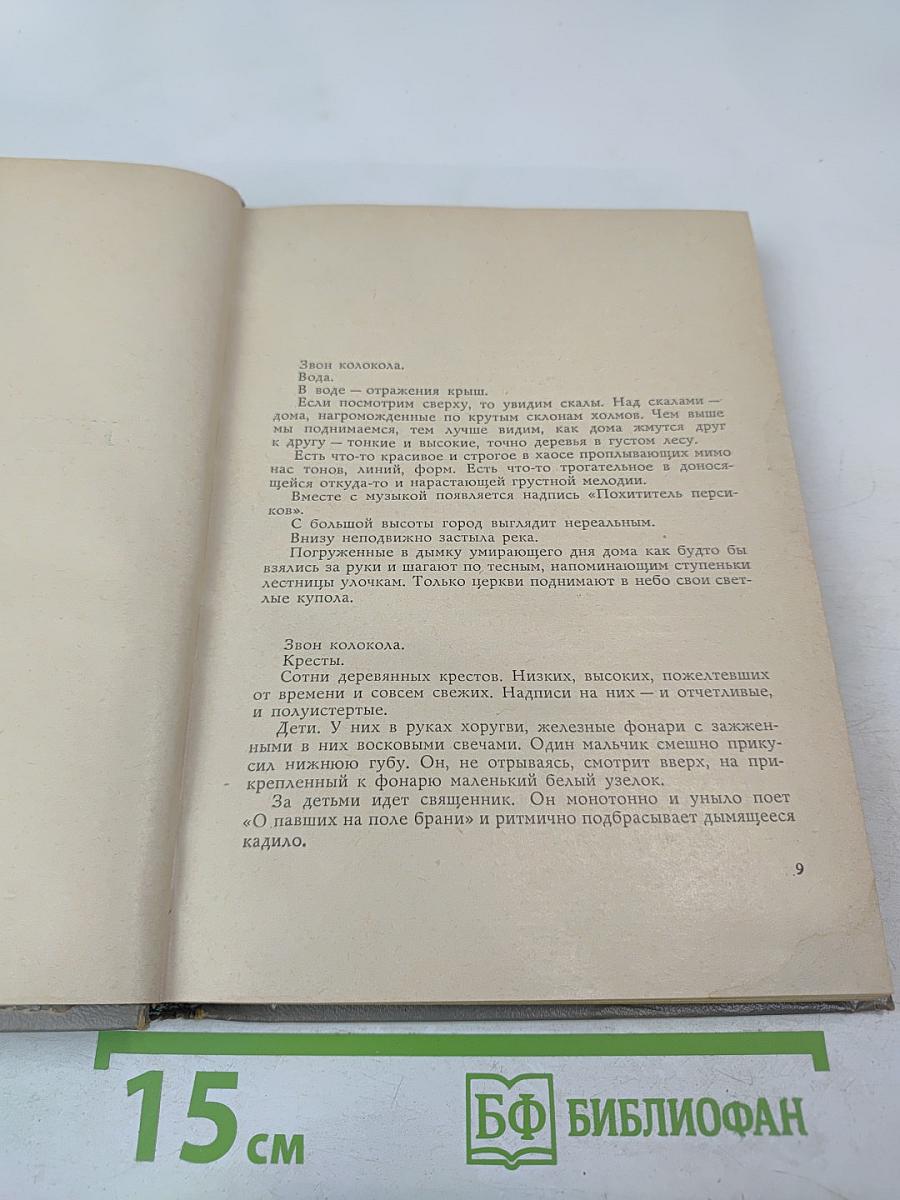 Звон колокола.
Вода.
В воде — отражения крыш.
Если посмотрим сверху, то увидим скалы. Над скалами —
дома, нагроможденные по крутым склонам холмов. Чем выше
мы поднимаемся, тем лучше видим, как дома жмутся друг
к другу — тонкие и высокие, точно деревья в густом лесу.
Есть что-то красивое и строгое в хаосе проплывающих мимо
нас тонов, линий, форм. Есть что-то трогательное в донося-
щейся откуда-то и нарастающей грустной мелодии.
Вместе с музыкой появляется надпись «Похититель перси-
ков».
С большой высоты город выглядит нереальным.
Внизу неподвижно застыла река.
Погруженные в дымку умирающего дня дома как будто бы
взялись за руки и шагают по тесным, напоминающим ступеньки
лестницы улочкам. Только церкви поднимают в небо свои свет-
лые купола.
Звон колокола.
Кресты.
Сотни деревянных крестов. Низких, высоких, пожелтевших
от времени и совсем свежих. Надписи на них — и отчетливые,
и полуистертые.
Дети. У них в руках хоругви, железные фонари с зажжен-
ными в них восковыми свечами. Один мальчик смешно прику-
сил нижнюю губу. Он, не отрываясь, смотрит вверх, на при-
крепленный к фонарю маленький белый узелок.
За детьми идет священник. Он монотонно и уныло поет
«О павших на поле брани» и ритмично подбрасывает дымящееся
кадило.
9
15 см
БФ БИБЛИОФАН